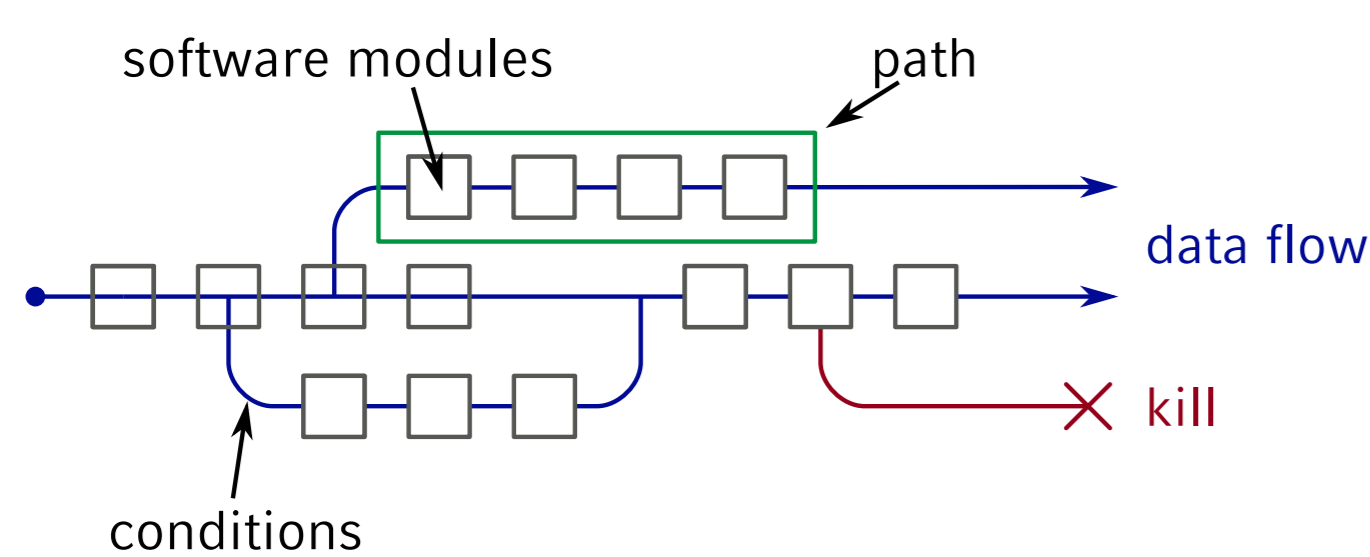 software modules
path
data flow
kill
conditions